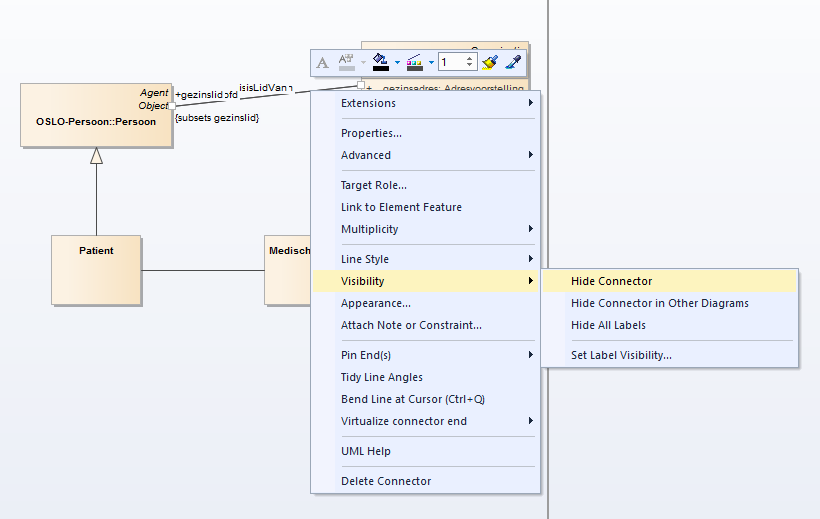 A AB 1
Agent
Object
OSLO-Persoon::Persoon
+gezinslid
isisLidVan
{subsets gezinslid}
+ gezinsadres: Adresvoorstelling
Patient
Medisch
Extensions
Properties...
Advanced
Target Role...
Link to Element Feature
Multiplicity
Line Style
Visibility
Appearance...
Attach Note or Constraint...
Pin End(s)
Tidy Line Angles
Bend Line at Cursor (Ctrl+Q)
Virtualize connector end
UML Help
Delete Connector
Hide Connector
Hide Connector in Other Diagrams
Hide All Labels
Set Label Visibility...